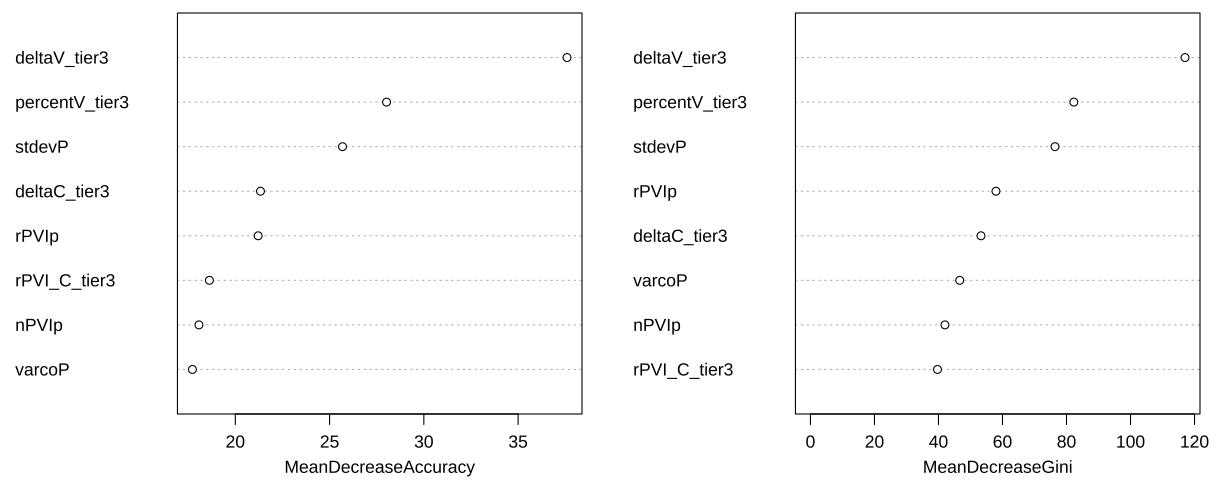 deltaV_tier3
percentV_tier3
stdevP
deltaC_tier3
rPVIp
rPVI_C_tier3
nPVIp
varcoP
20 25 30 35
MeanDecreaseAccuracy
deltaV_tier3
percentV_tier3
stdevP
rPVIp
deltaC_tier3
varcoP
nPVIp
rPVI_C_tier3
0 20 40 60 80 100 120
MeanDecreaseGini